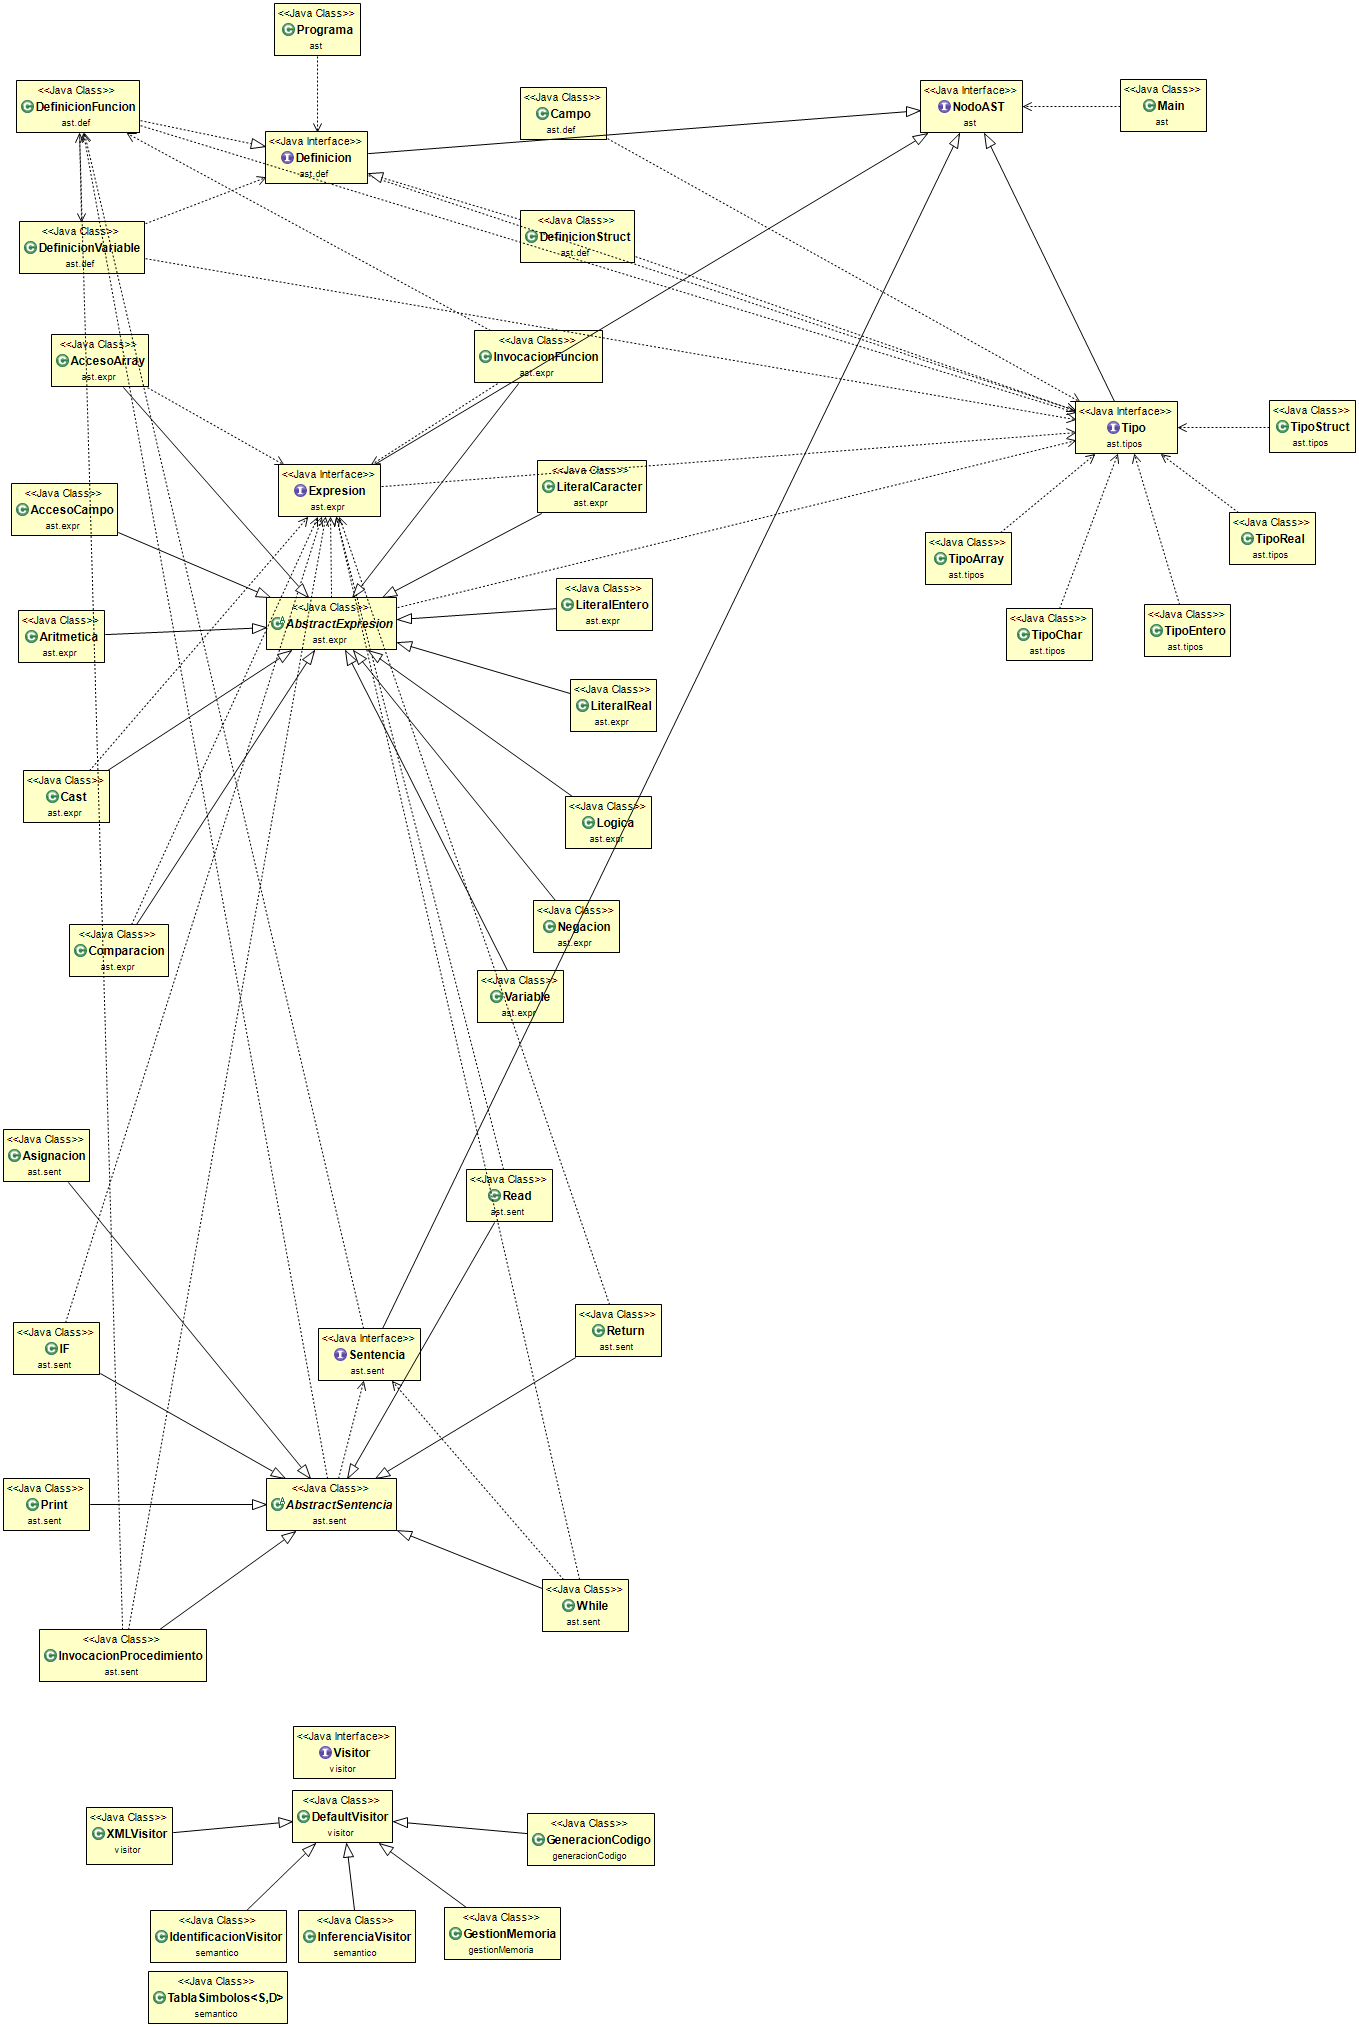 <<Java Class>>
Programa
ast
<<Java Class>>
DefinicionFuncion
ast.def
<<Java Class>>
Campo
ast.def
<<Java Interface>>
NodoAST
ast
<<Java Class>>
Main
ast
<<Java Interface>>
Definicion
ast.def
<<Java Class>>
DefinicionVariable
ast.def
<<Java Class>>
DefinicionStruct
ast.def
<<Java Class>>
AccesoArray
ast.expr
<<Java Class>>
InvocacionFuncion
ast.expr
<<Java Interface>>
Tipo
ast.tipos
<<Java Class>>
TipoStruct
ast.tipos
<<Java Interface>>
Expresion
ast.expr
<<Java Class>>
LiteralCaracter
ast.expr
<<Java Class>>
AccesoCampo
ast.expr
<<Java Class>>
TipoArray
ast.tipos
<<Java Class>>
TipoReal
ast.tipos
<<Java Class>>
AbstractExpresion
ast.expr
<<Java Class>>
LiteralEntero
ast.expr
<<Java Class>>
Aritmetica
ast.expr
<<Java Class>>
TipoChar
ast.tipos
<<Java Class>>
TipoEntero
ast.tipos
<<Java Class>>
LiteralReal
ast.expr
<<Java Class>>
Cast
ast.expr
<<Java Class>>
Logica
ast.expr
<<Java Class>>
Comparacion
ast.expr
<<Java Class>>
Negacion
ast.expr
<<Java Class>>
Variable
ast.expr
<<Java Class>>
Asignacion
ast.sent
<<Java Class>>
Read
ast.sent
<<Java Class>>
IF
ast.sent
<<Java Interface>>
Sentencia
ast.sent
<<Java Class>>
Return
ast.sent
<<Java Class>>
Print
ast.sent
<<Java Class>>
AbstractSentencia
ast.sent
<<Java Class>>
While
ast.sent
<<Java Class>>
InvocacionProcedimiento
ast.sent
<<Java Interface>>
Visitor
visitor
<<Java Class>>
XMLVisitor
visitor
<<Java Class>>
DefaultVisitor
visitor
<<Java Class>>
GeneracionCodigo
generacionCodigo
<<Java Class>>
IdentificacionVisitor
semantico
<<Java Class>>
InferenciaVisitor
semantico
<<Java Class>>
GestionMemoria
gestionMemoria
<<Java Class>>
TablaSimbolos<S,D>
semantico